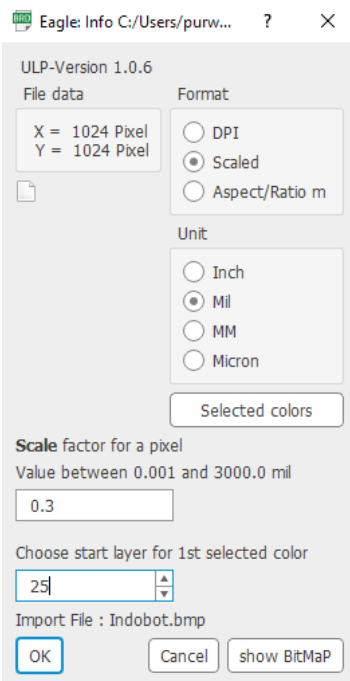 BRD Eagle: Info C:/Users/purw... ?
ULP-Version 1.0.6
File data
X = 1024 Pixel
Y = 1024 Pixel
Format
DPI
Scaled
Aspect/Ratio m
Unit
Inch
Mil
MM
Micron
Selected colors
Scale factor for a pixel
Value between 0.001 and 3000.0 mil
0.3
Choose start layer for 1st selected color
25
Import File : Indobot.bmp
OK Cancel show BitMaP